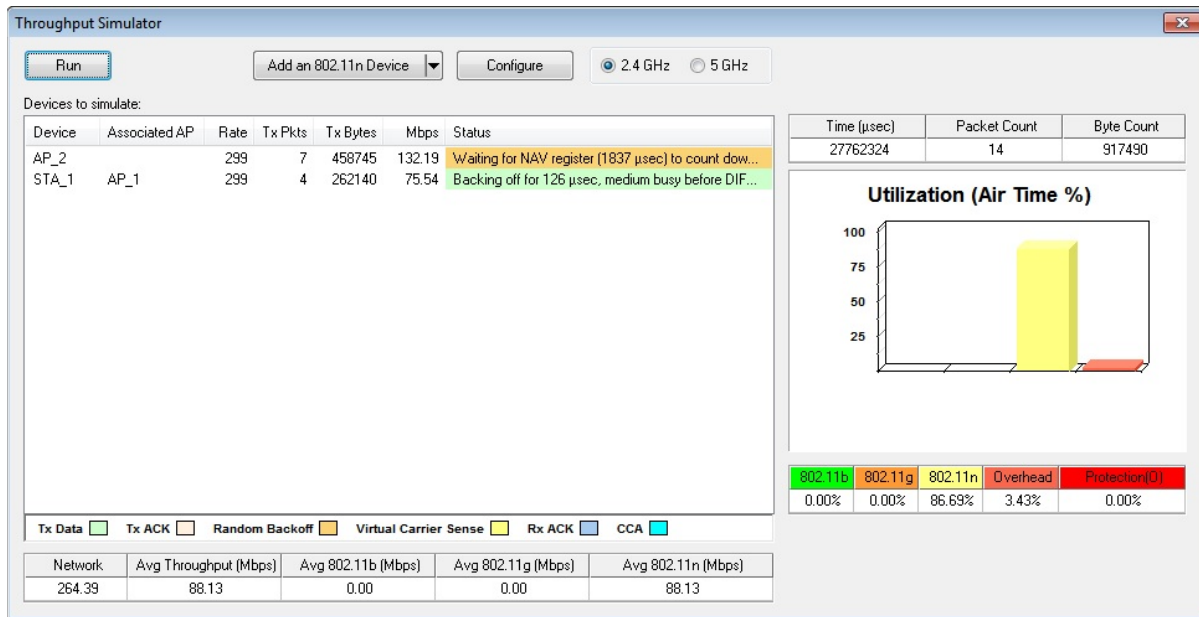 Throughput Simulator
Run Add an 802.11n Device Configure 2.4 GHz 5 GHz
Devices to simulate:
Device Associated AP Rate Tx Pkts Tx Bytes Mbps Status
AP_2 299 7 458745 132.19 Waiting for NAV register (1837 µsec) to count dow...
STA_1 AP_1 299 4 262140 75.54 Backing off for 126 µsec, medium busy before DIF...
Tx Data Tx ACK Random Backoff Virtual Carrier Sense Rx ACK CCA
Network Avg Throughput (Mbps) Avg 802.11b (Mbps) Avg 802.11g (Mbps) Avg 802.11n (Mbps)
264.39 88.13 0.00 0.00 88.13
Time (µsec) Packet Count Byte Count
27762324 14 917490
Utilization (Air Time %)
100
75
50
25
802.11b 802.11g 802.11n Overhead Protection(O)
0.00% 0.00% 86.69% 3.43% 0.00%